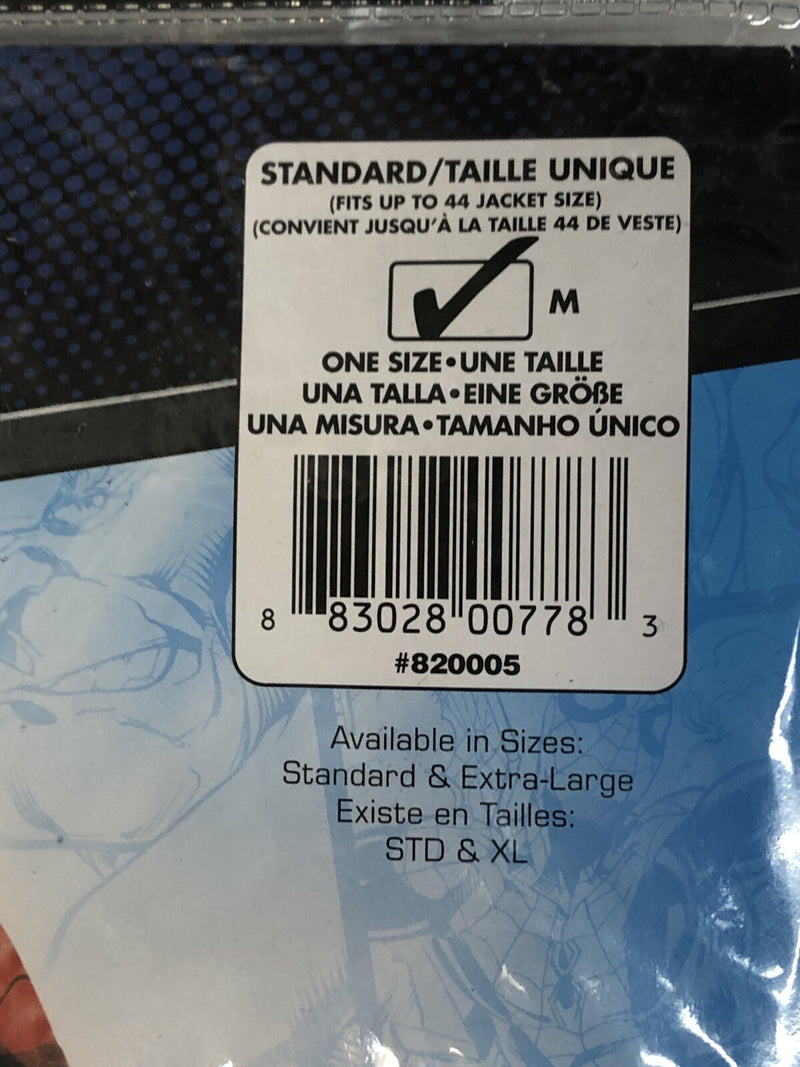 STANDARD/TAILLE UNIQUE
(FITS UP TO 44 JACKET SIZE)
(CONVIENT JUSQU'À LA TAILLE 44 DE VESTE)
M
ONE SIZE•UNE TAILLE
UNA TALLA•EINE GRÖßE
UNA MISURA•TAMANHO ÚNICO
8 83028 00778 3
#820005
Available in Sizes:
Standard & Extra-Large
Existe en Tailles:
STD & XL